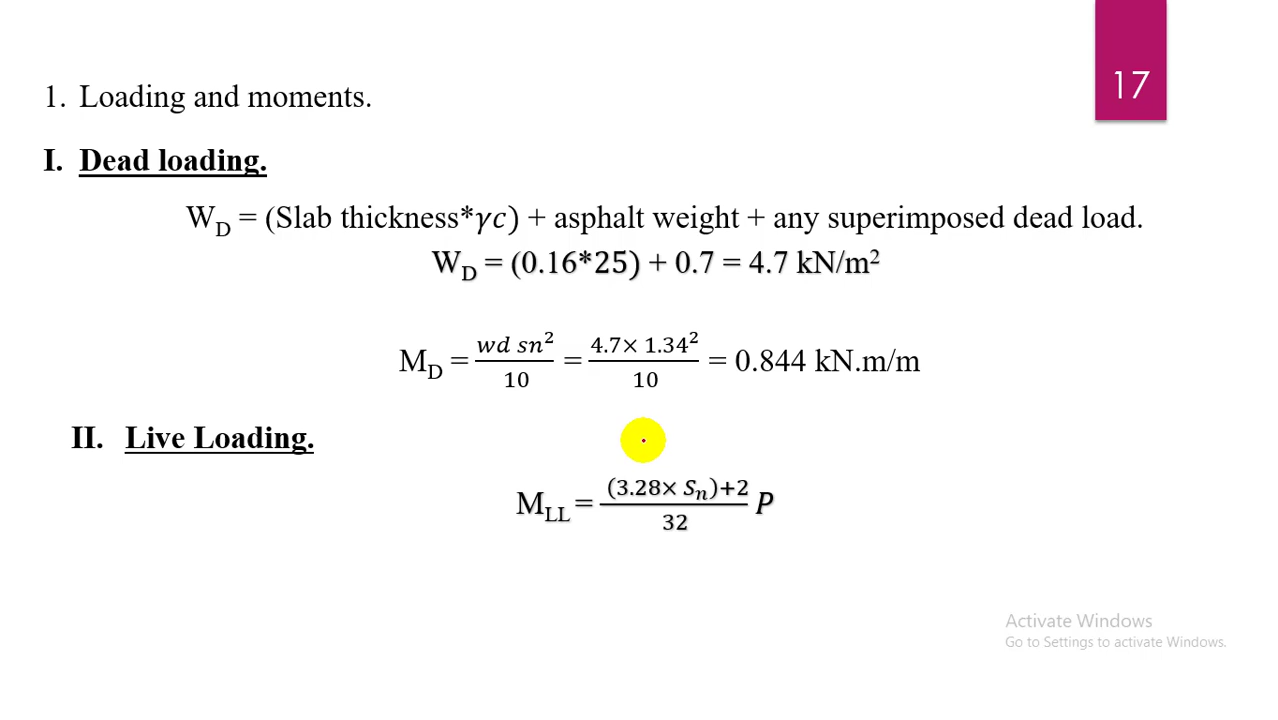 17
1. Loading and moments.
I. Dead loading.
W_D = (Slab thickness*γc) + asphalt weight + any superimposed dead load.
W_D = (0.16*25) + 0.7 = 4.7 kN/m²
M_D = wd sn²/10 = 4.7× 1.34²/10 = 0.844 kN.m/m
II. Live Loading.
M_LL = (3.28× S_n)+2/32 P
Activate Windows
Go to Settings to activate Windows.